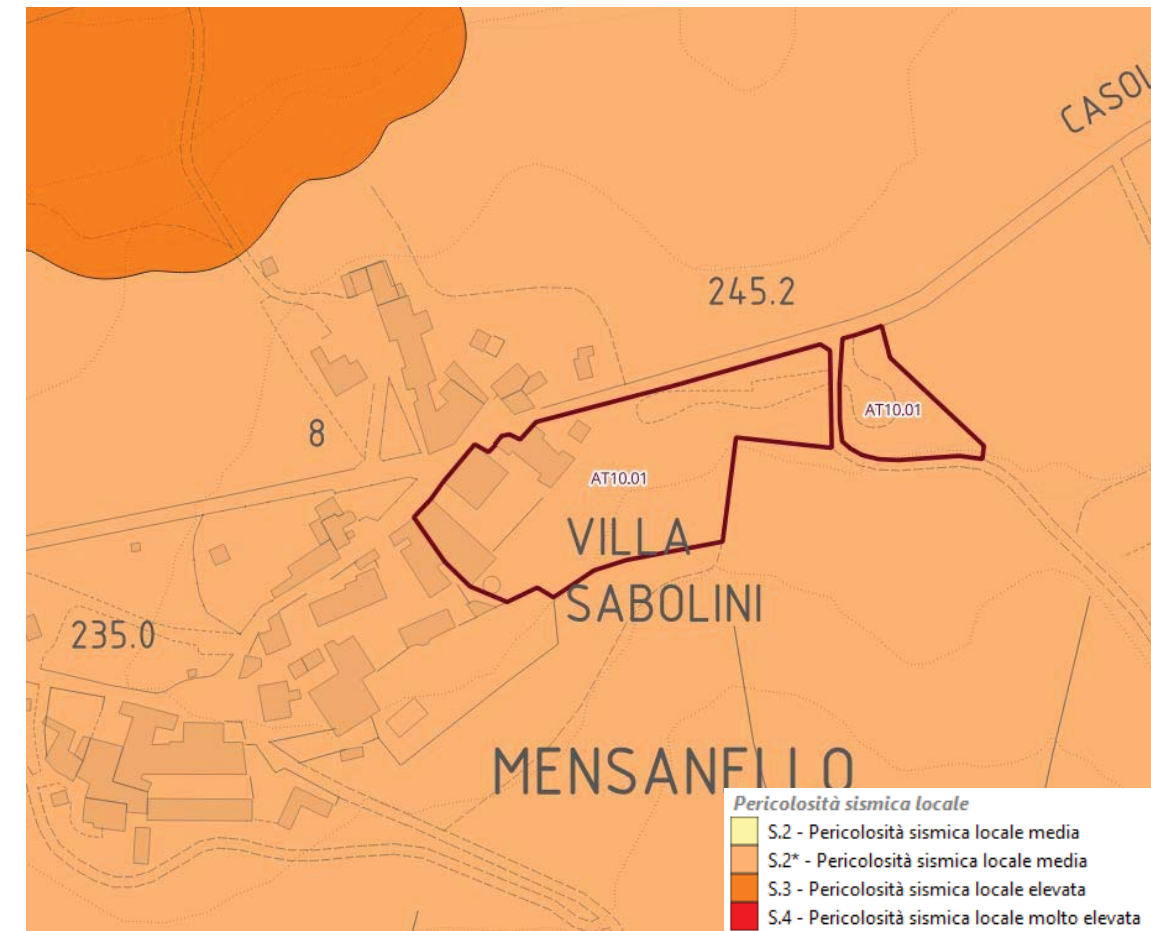 CASOL
245.2
AT10.01
8
AT10.01
VILLA
SABOLINI
235.0
MENSANELLO
Pericolosità sismica locale
S.2 - Pericolosità sismica locale media
S.2* - Pericolosità sismica locale media
S.3 - Pericolosità sismica locale elevata
S.4 - Pericolosità sismica locale molto elevata